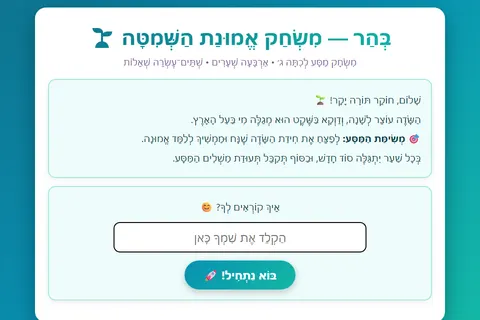 בְּהַר — מִשְׂחַק אֱמוּנַת הַשְּׁמִטָּה 🌱
מִשְׂחַק מַסָּע לְכִתָּה ג׳ • אַרְבָּעָה שְׁעָרִים • שְׁתֵּים־עֶשְׂרֵה שְׁאֵלוֹת
שָׁלוֹם, חוֹקֵר תּוֹרָה יָקָר! 🌱
הַשָּׂדֶה עוֹצֵר לְשָׁנָה, וְדַוְקָא בַּשֶּׁקֶט הוּא מְגַלֶּה מִי בַּעַל הָאָרֶץ.
🎯 מְשִׂימַת הַמַּסָּע: לְפַצֵּחַ אֶת חִידַת הַשָּׂדֶה שֶׁנָּח וּמַמְשִׁיךְ לְלַמֵּד אֱמוּנָה.
בְּכָל שַׁעַר יִתְגַּלֶּה סוֹד חָדָשׁ, וּבַסּוֹף תְּקַבֵּל תְּעוּדַת מַשְׁלִים הַמַּסָּע.
אֵיךְ קוֹרְאִים לְךָ? 😊
הַקְלֵד אֶת שִׁמְךָ כָּאן
בּוֹא נַתְחִיל! 🚀